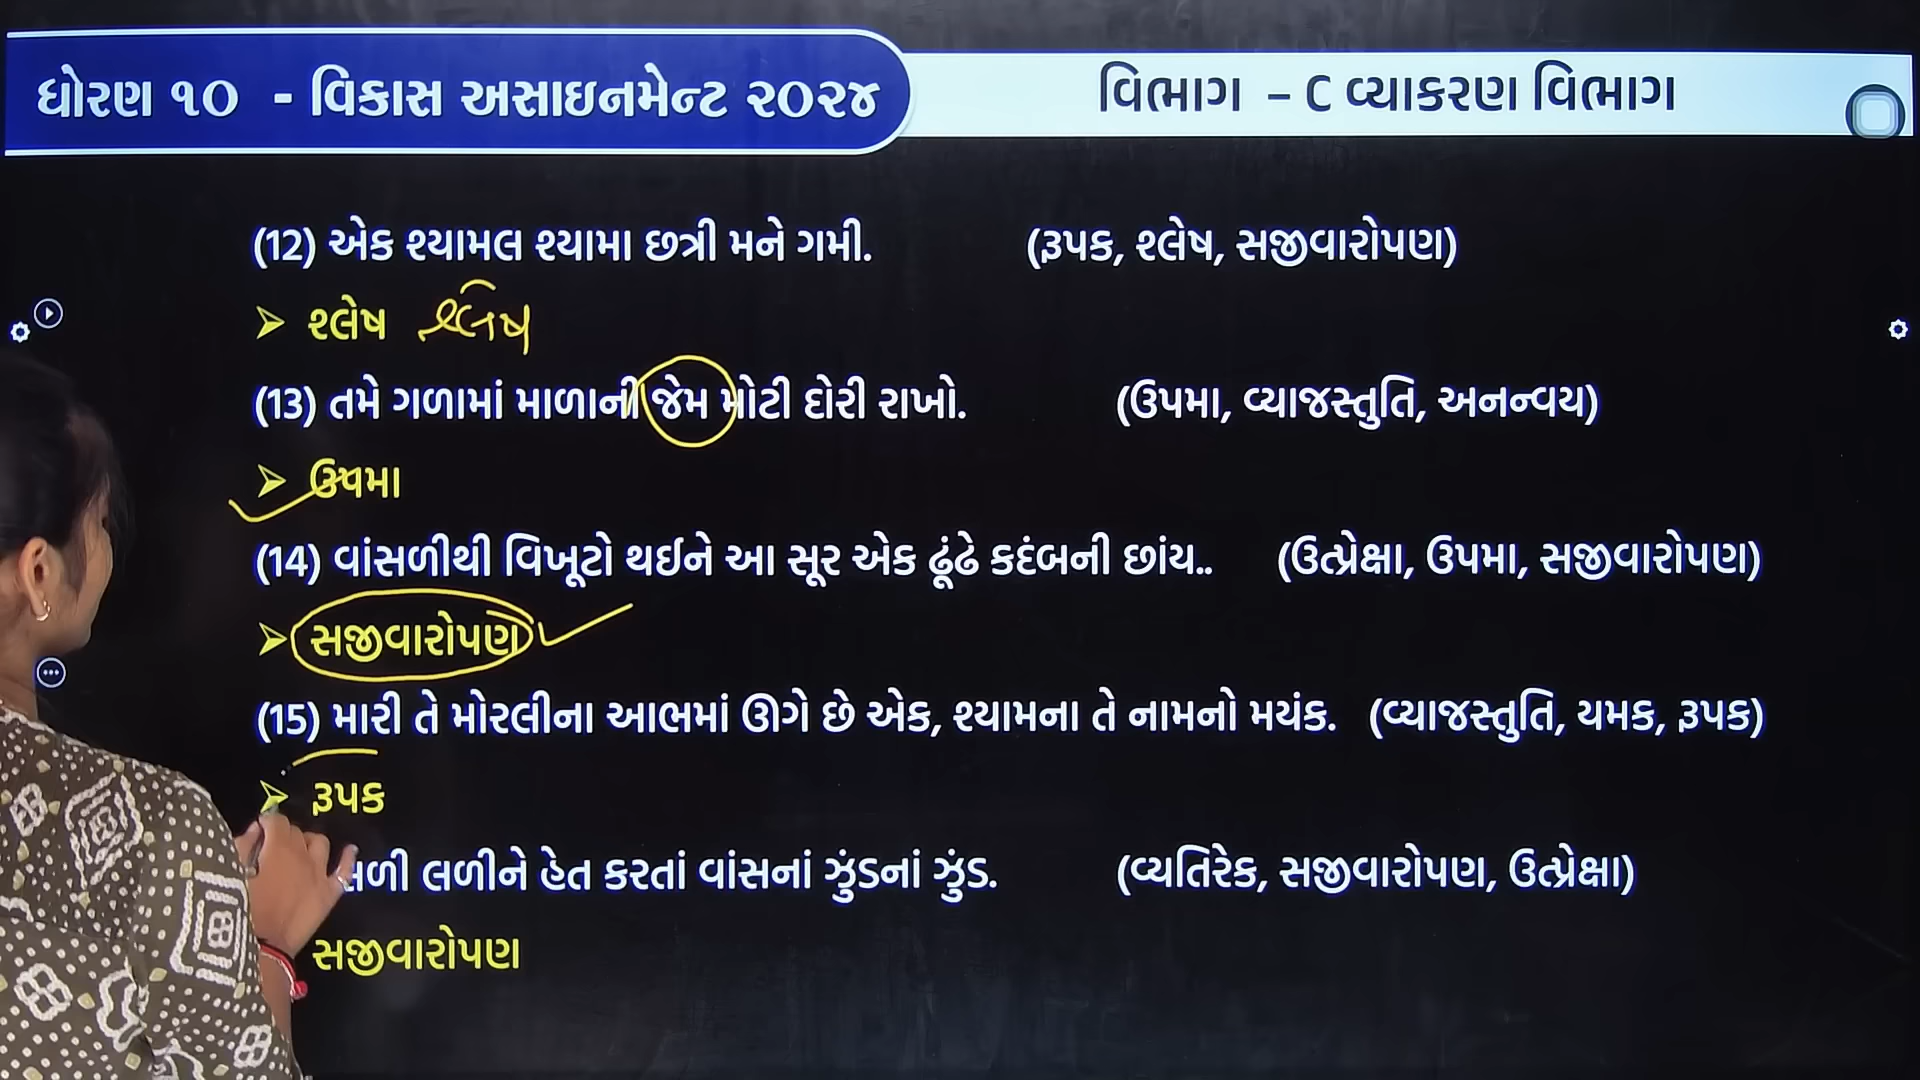 ધોરણ ૧૦ - વિકાસ અસાઇનમેન્ટ ૨૦૨૪
વિભાગ – C વ્યાકરણ વિભાગ
(12) એક શ્યામલ શ્યામા છત્રી મને ગમી. (રૂપક, શ્લેષ, સજીવારોપણ)
➢ શ્લેષ શ્લેષ
(13) તમે ગળામાં માળાની જેમ મોટી દોરી રાખો. (ઉપમા, વ્યાજસ્તુતિ, અનન્વય)
➢ ઉપમા
(14) વાંસળીથી વિખૂટો થઈને આ સૂર એક ઢૂંઢે કદંબની છાંય.. (ઉત્પ્રેક્ષા, ઉપમા, સજીવારોપણ)
➢ સજીવારોપણ
(15) મારી તે મોરલીના આભમાં ઊગે છે એક, શ્યામના તે નામનો મયંક. (વ્યાજસ્તુતિ, યમક, રૂપક)
➢ રૂપક
લળીને હેત કરતાં વાંસનાં ઝુંડનાં ઝુંડ. (વ્યતિરેક, સજીવારોપણ, ઉત્પ્રેક્ષા)
સજીવારોપણ